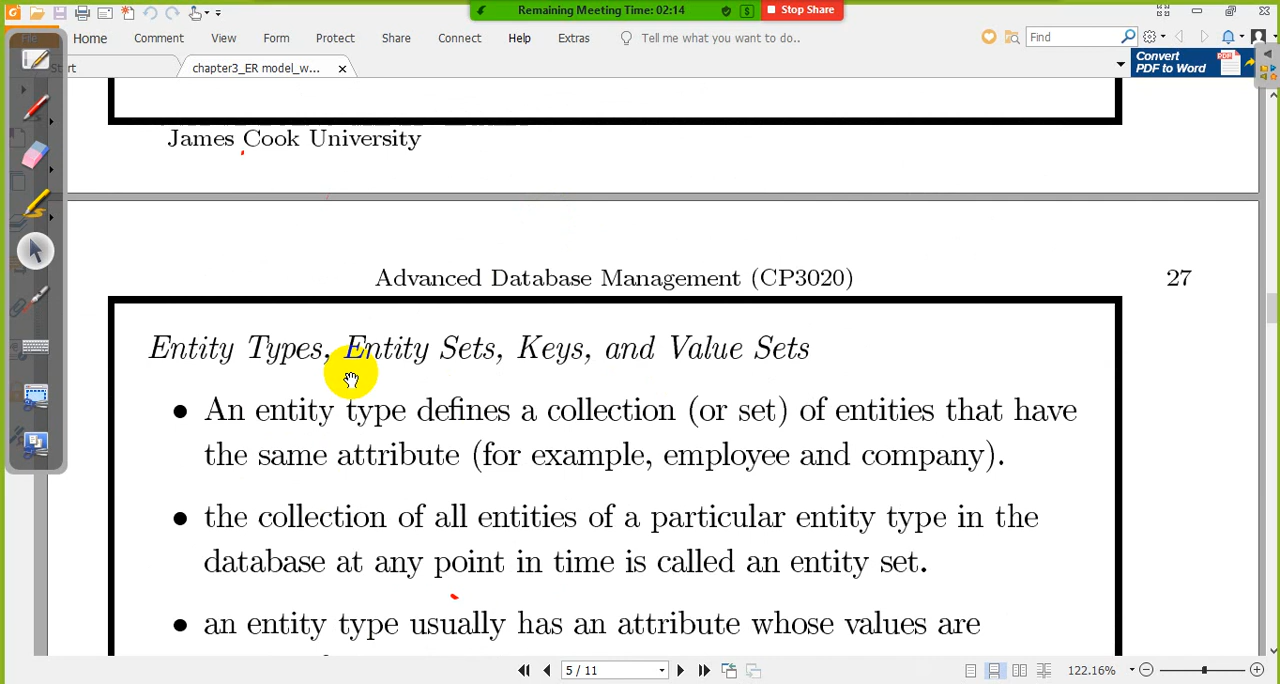 Remaining Meeting Time: 02:14
Stop Share
File Home Comment View Form Protect Share Connect Help Extras Tell me what you want to do.. Find
Start chapter3_ER model_w... Convert
PDF to Word
James Cook University
Advanced Database Management (CP3020) 27
Entity Types, Entity Sets, Keys, and Value Sets
• An entity type defines a collection (or set) of entities that have
the same attribute (for example, employee and company).
• the collection of all entities of a particular entity type in the
database at any point in time is called an entity set.
• an entity type usually has an attribute whose values are
5 / 11 122.16%